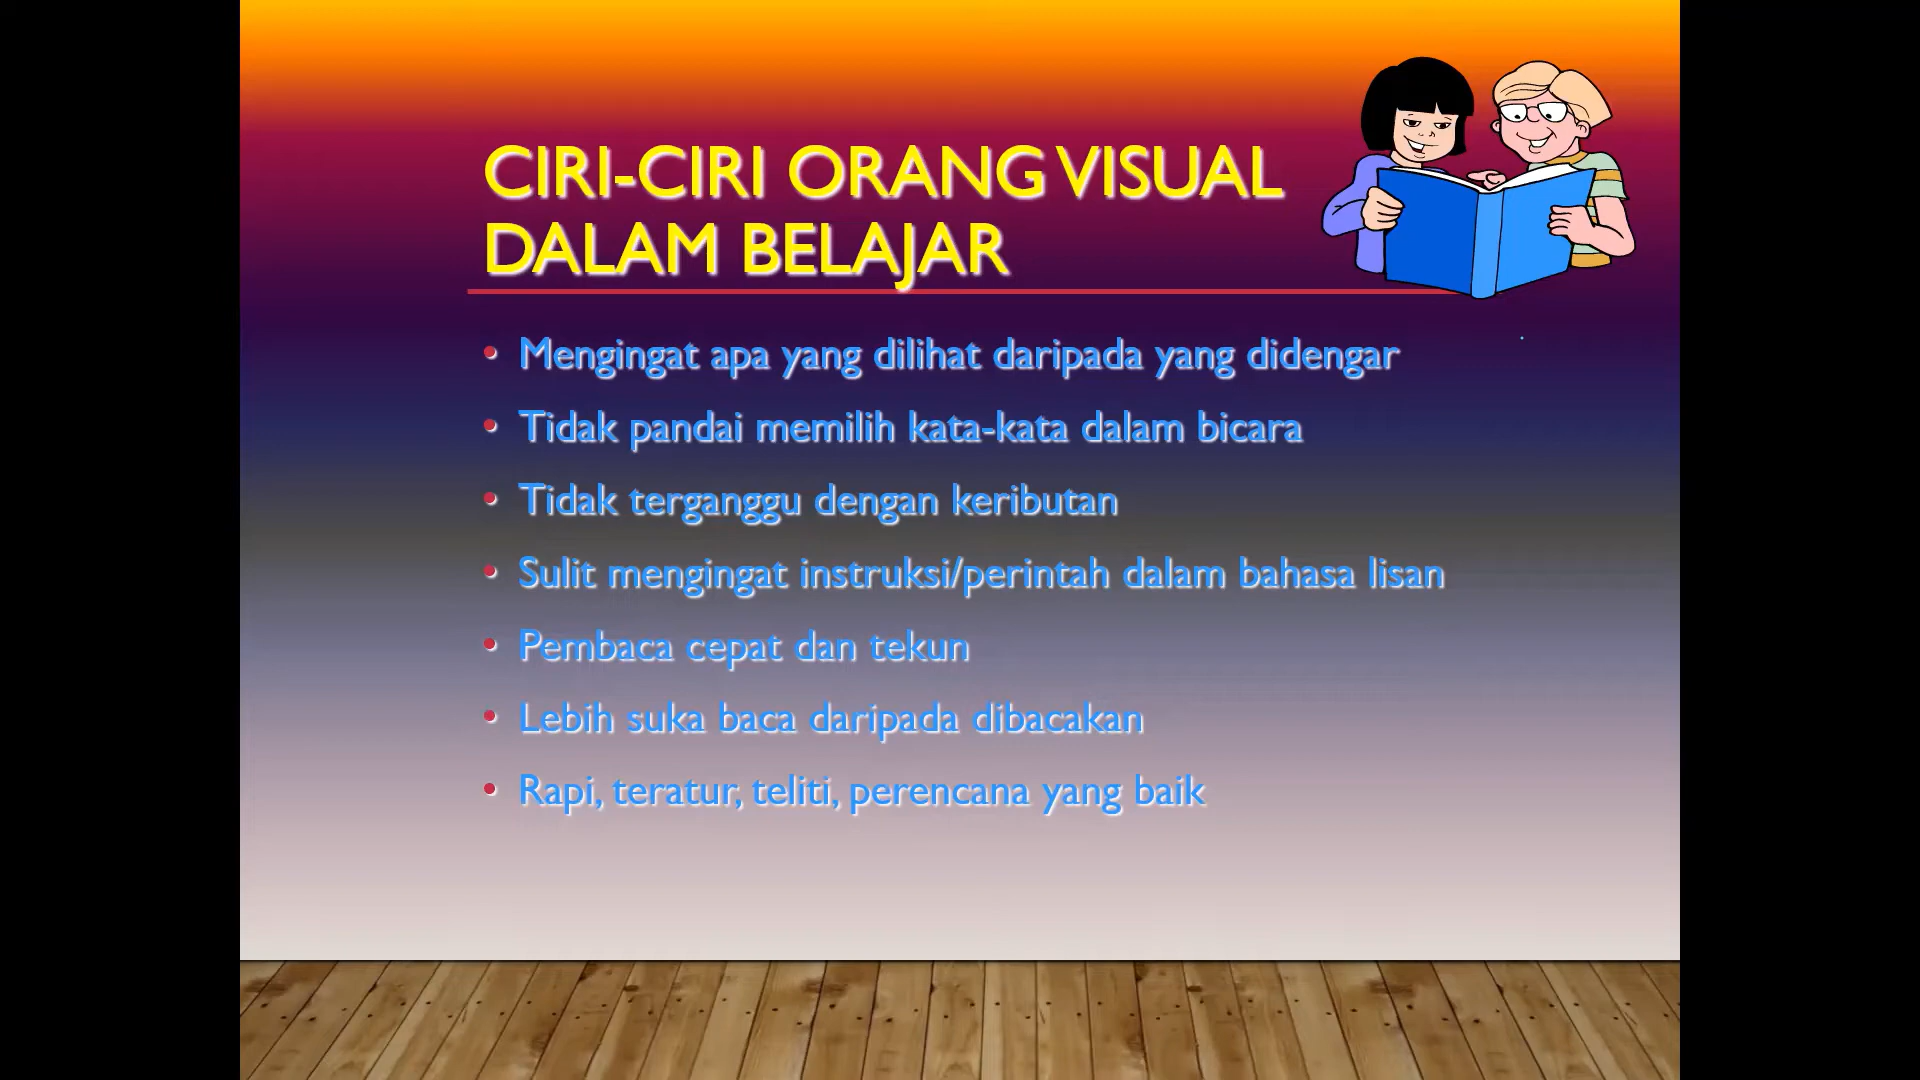 CIRI-CIRI ORANG VISUAL
DALAM BELAJAR
• Mengingat apa yang dilihat daripada yang didengar
• Tidak pandai memilih kata-kata dalam bicara
• Tidak terganggu dengan keributan
• Sulit mengingat instruksi/perintah dalam bahasa lisan
• Pembaca cepat dan tekun
• Lebih suka baca daripada dibacakan
• Rapi, teratur, teliti, perencana yang baik